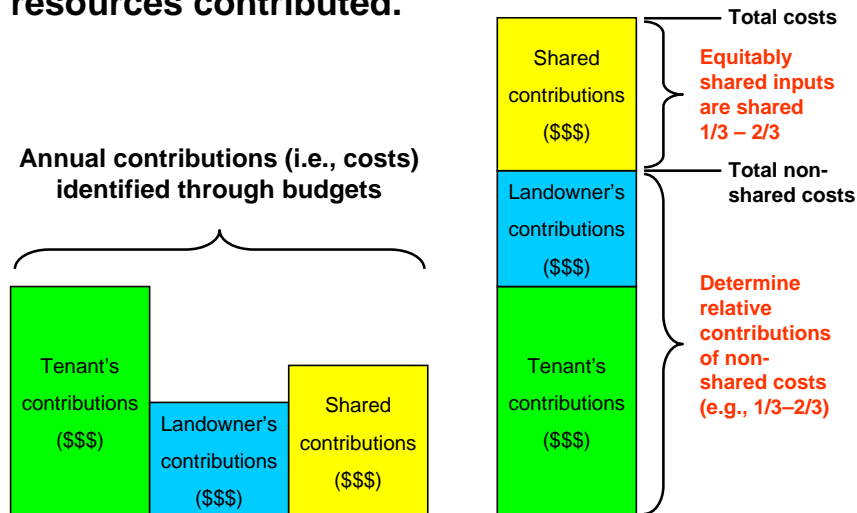 resources contributed.
Annual contributions (i.e., costs)
identified through budgets
Tenant's
contributions
($$$)
Landowner's
contributions
($$$)
Shared
contributions
($$$)
Shared
contributions
($$$)
Landowner's
contributions
($$$)
Tenant's
contributions
($$$)
Total costs
Equitably
shared inputs
are shared
1/3 – 2/3
Total non-
shared costs
Determine
relative
contributions
of non-
shared costs
(e.g., 1/3–2/3)